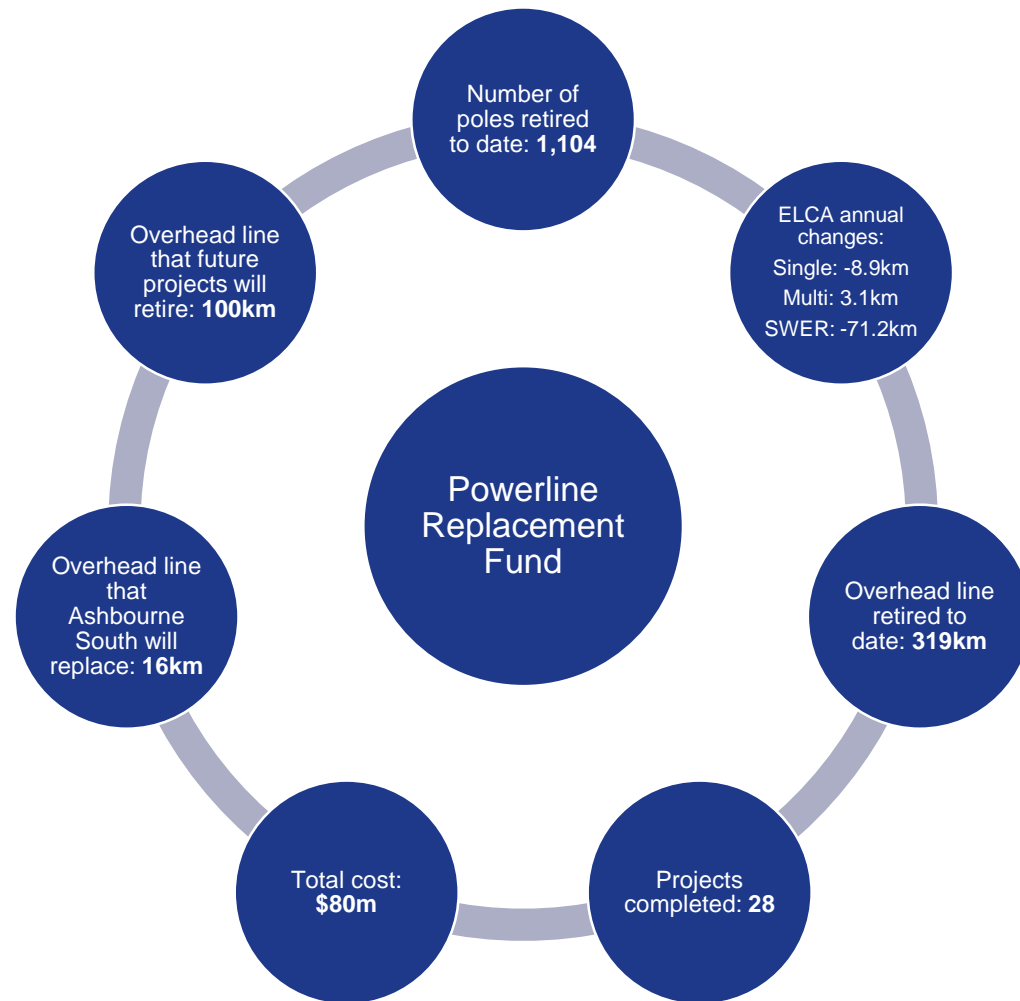 Number of
poles retired
to date: 1,104
ELCA annual
changes:
Single: -8.9km
Multi: 3.1km
SWER: -71.2km
Overhead line
retired to
date: 319km
Projects
completed: 28
Total cost:
$80m
Overhead line
that
Ashbourne
South will
replace: 16km
Overhead line
that future
projects will
retire: 100km
Powerline
Replacement
Fund